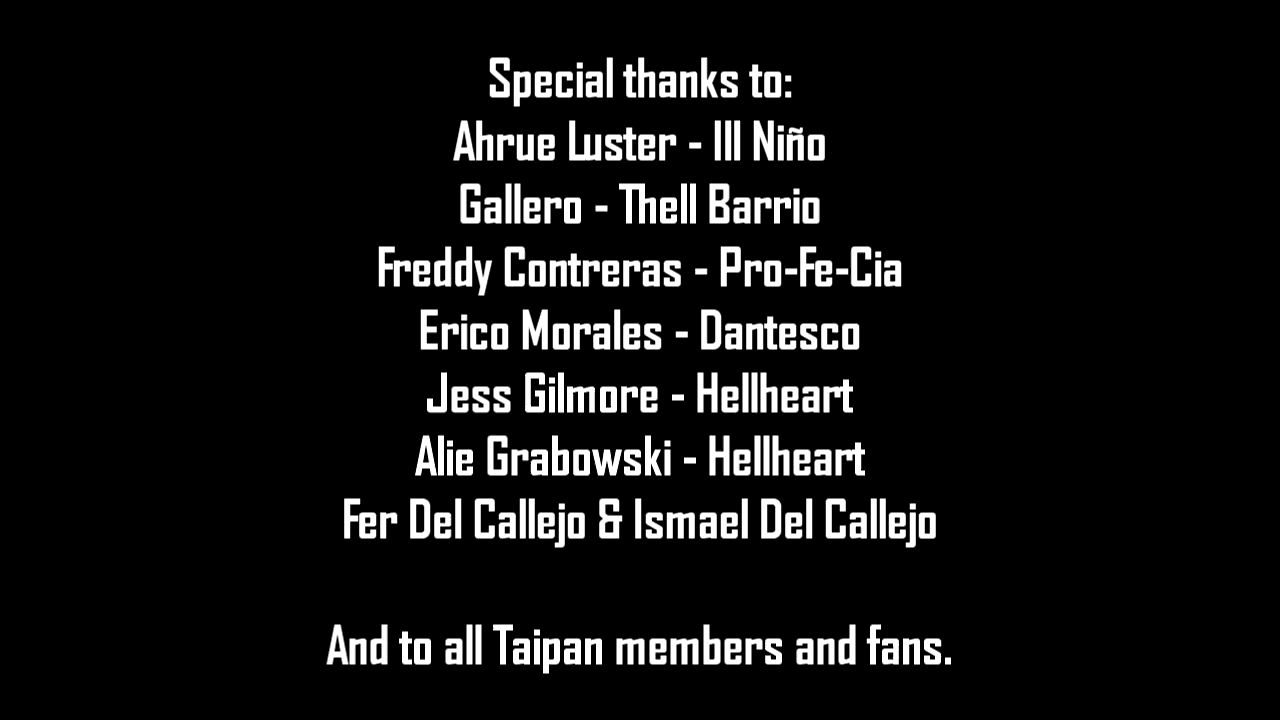 Special thanks to:
Ahrue Luster - Ill Niño
Gallero - Thell Barrio
Freddy Contreras - Pro-Fe-Cia
Erico Morales - Dantesco
Jess Gilmore - Hellheart
Alie Grabowski - Hellheart
Fer Del Callejo & Ismael Del Callejo
And to all Taipan members and fans.